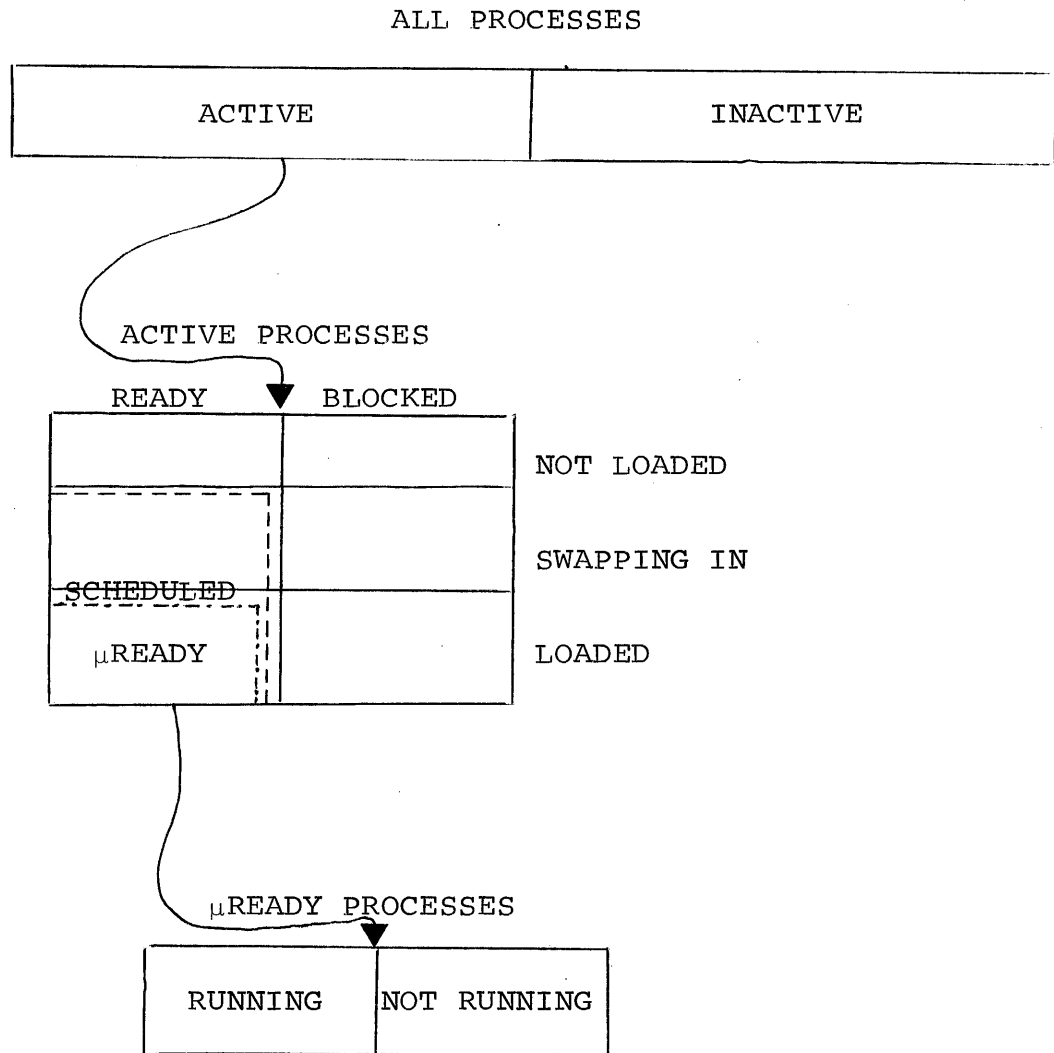 ALL PROCESSES
ACTIVE INACTIVE
ACTIVE PROCESSES
READY BLOCKED
NOT LOADED
SWAPPING IN
SCHEDULED
μREADY LOADED
μREADY PROCESSES
RUNNING NOT RUNNING